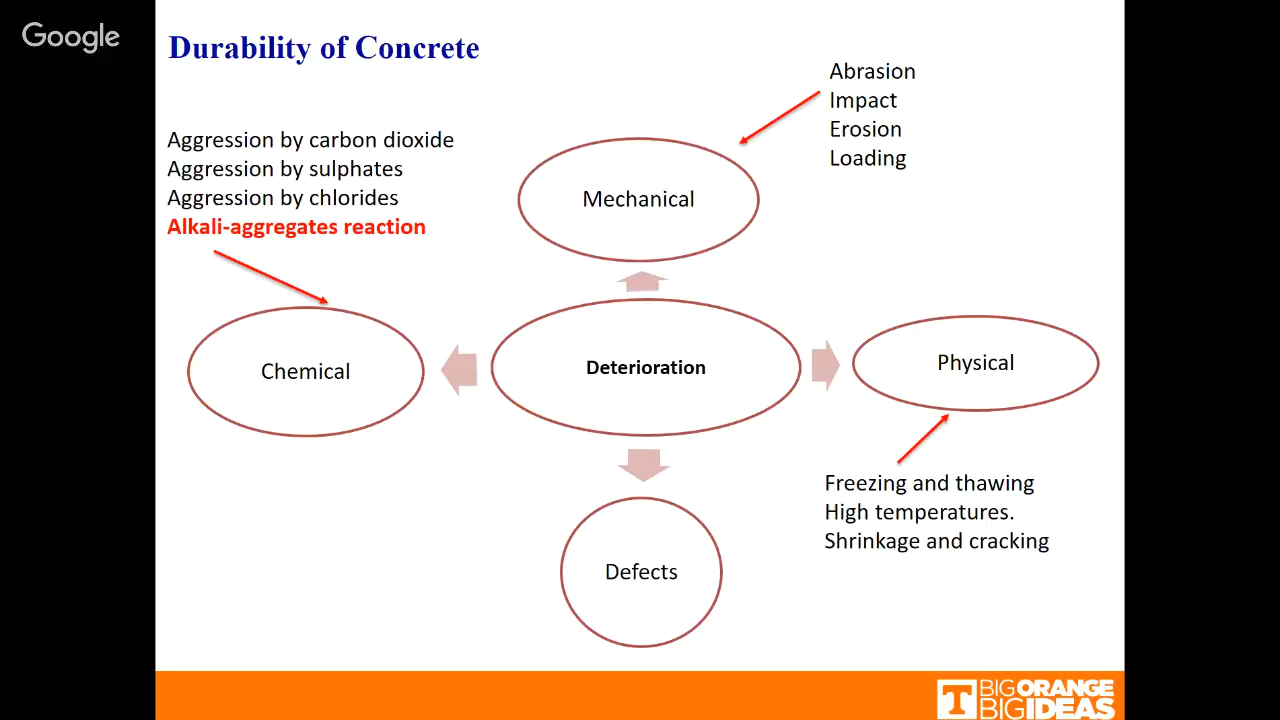 Google
Durability of Concrete
Abrasion
Impact
Erosion
Loading
Aggression by carbon dioxide
Aggression by sulphates
Aggression by chlorides
Alkali-aggregates reaction
Mechanical
Chemical
Deterioration
Physical
Freezing and thawing
High temperatures.
Shrinkage and cracking
Defects
T
BIG ORANGE
BIG IDEAS